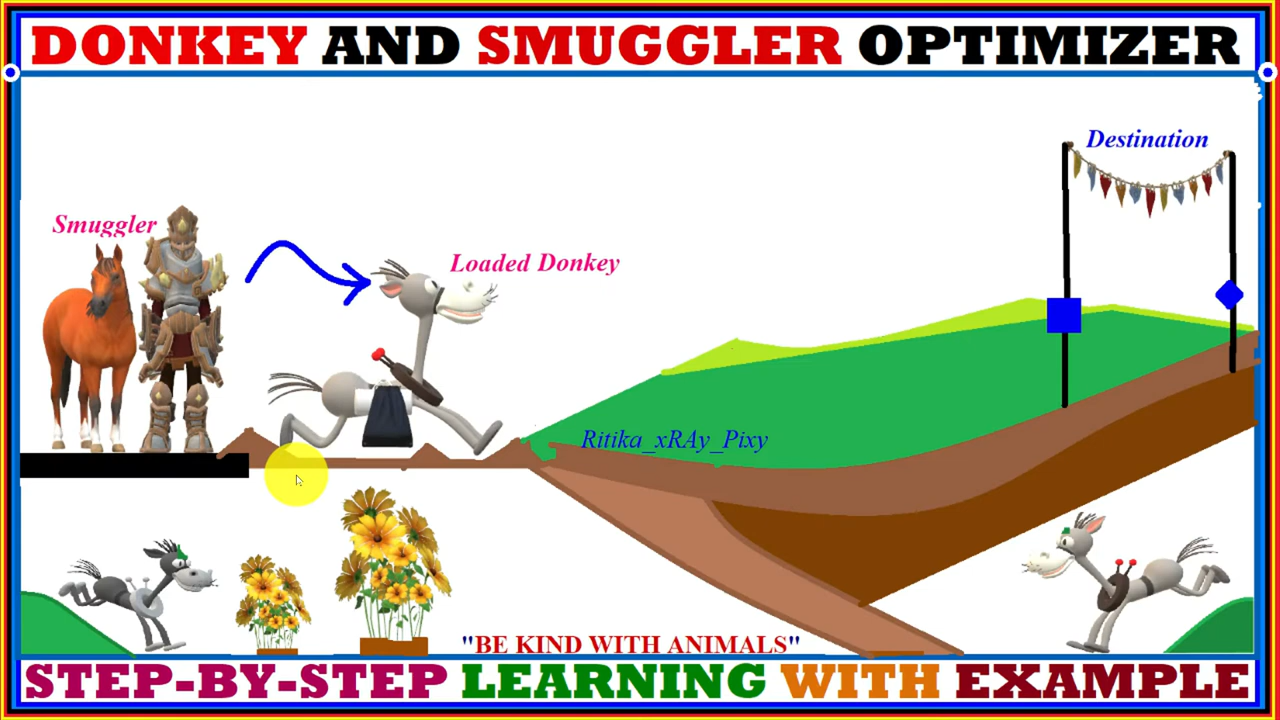 DONKEY AND SMUGGLER OPTIMIZER
Destination
Smuggler
Loaded Donkey
Ritika_xRAy_Pixy
"BE KIND WITH ANIMALS"
STEP-BY-STEP LEARNING WITH EXAMPLE